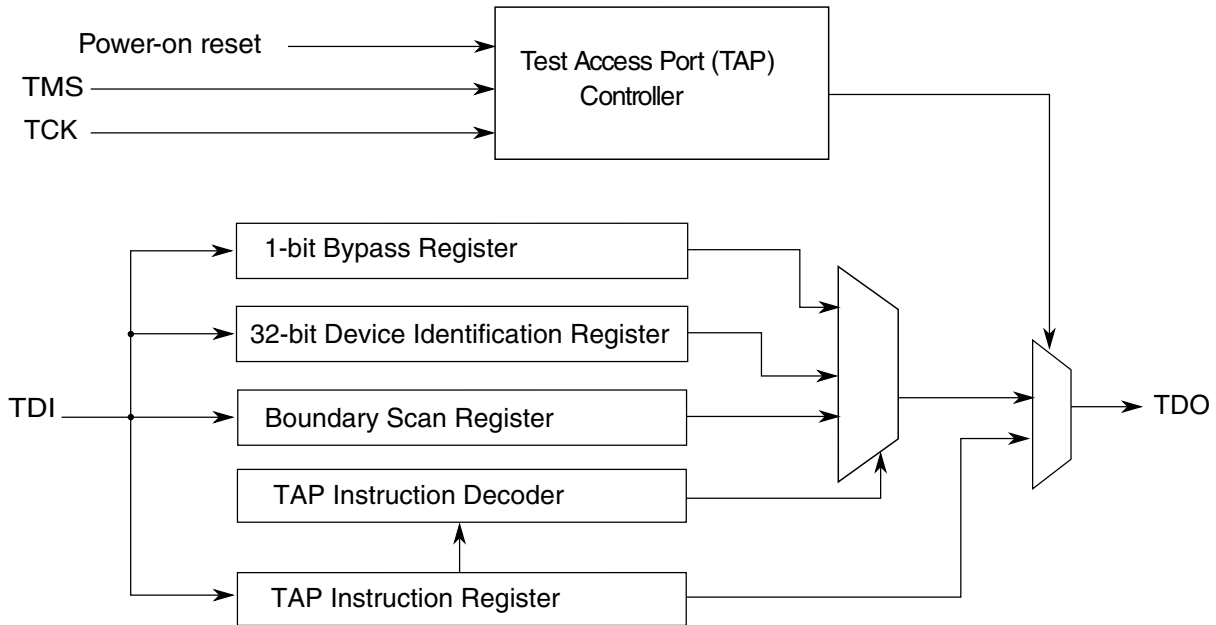 Power-on reset
TMS
TCK
Test Access Port (TAP)
Controller
1-bit Bypass Register
32-bit Device Identification Register
TDI
Boundary Scan Register
TDO
TAP Instruction Decoder
TAP Instruction Register